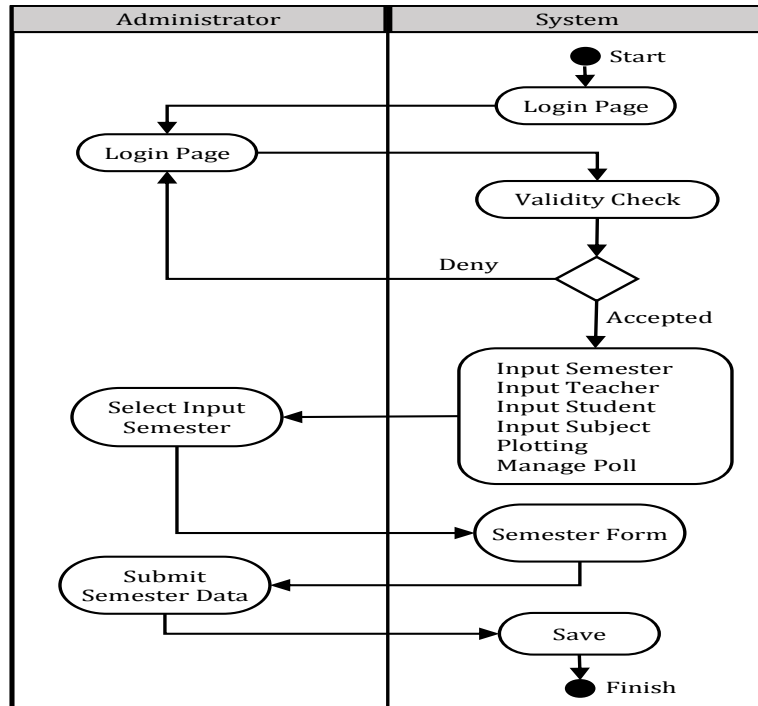 Administrator
System
Start
Login Page
Login Page
Validity Check
Deny
Accepted
Input Semester
Input Teacher
Input Student
Input Subject
Plotting
Manage Poll
Select Input
Semester
Semester Form
Submit
Semester Data
Save
Finish